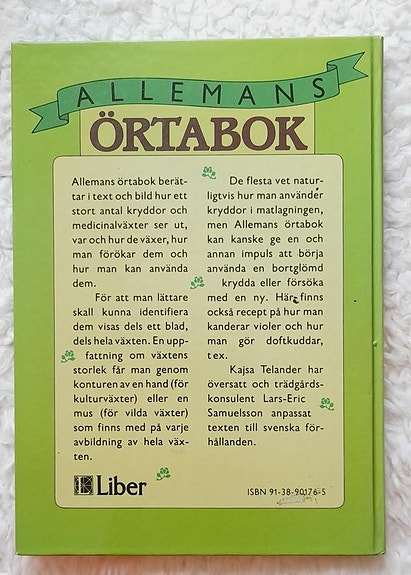 ALLEMANS
ÖRTABOK
Allemans örtabok berät-
tar i text och bild hur ett
stort antal kryddor och
medicinalväxter ser ut,
var och hur de växer, hur
man förökar dem och
hur man kan använda
dem.
För att man lättare
skall kunna identifiera
dem visas dels ett blad,
dels hela växten. En upp-
fattning om växtens
storlek får man genom
konturen av en hand (för
kulturväxter) eller en
mus (för vilda växter)
som finns med på varje
avbildning av hela väx-
ten.
De flesta vet natur-
ligtvis hur man använder
kryddor i matlagningen,
men Allemans örtabok
kan kanske ge en och
annan impuls att börja
använda en bortglömd
krydda eller försöka
med en ny. Här finns
också recept på hur man
kanderar violer och hur
man gör doftkuddar,
t.ex.
Kajsa Telander har
översatt och trädgårds-
konsulent Lars-Eric
Samuelsson anpassat
texten till svenska för-
hållanden.
Liber
ISBN 91-38-90176-5